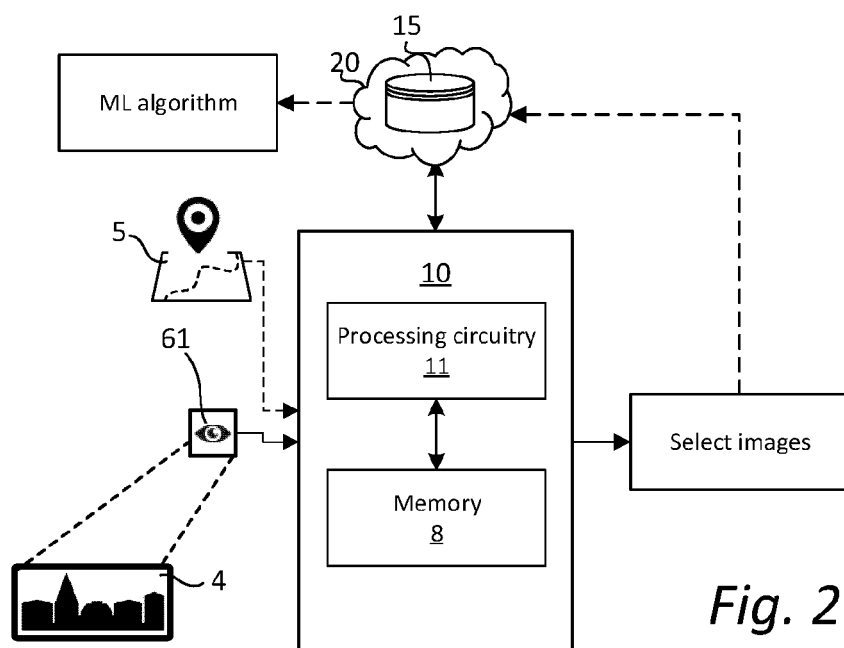 15
20
ML algorithm
5
10
Processing circuitry
11
61
Select images
Memory
8
4
Fig. 2